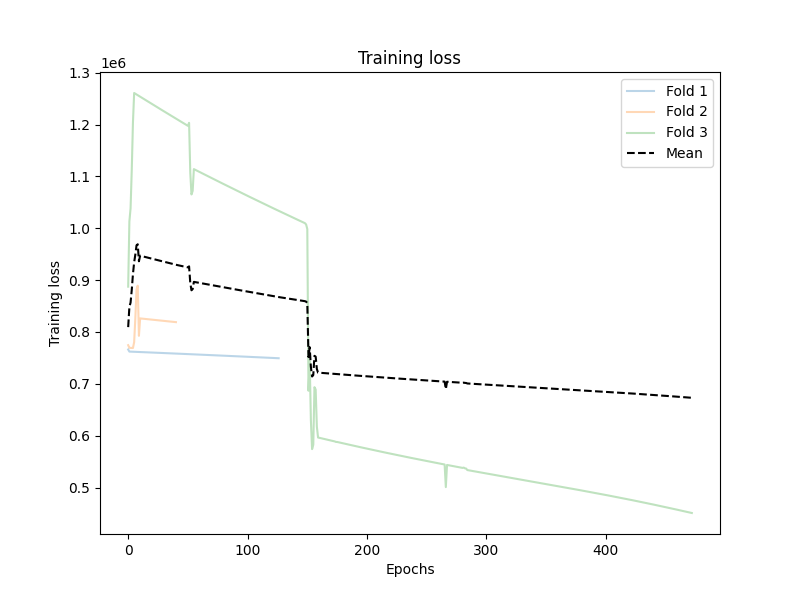 Training loss
1e6
1.3
1.2
1.1
1.0
0.9
0.8
0.7
0.6
0.5
Training loss
Fold 1
Fold 2
Fold 3
Mean
0 100 200 300 400
Epochs